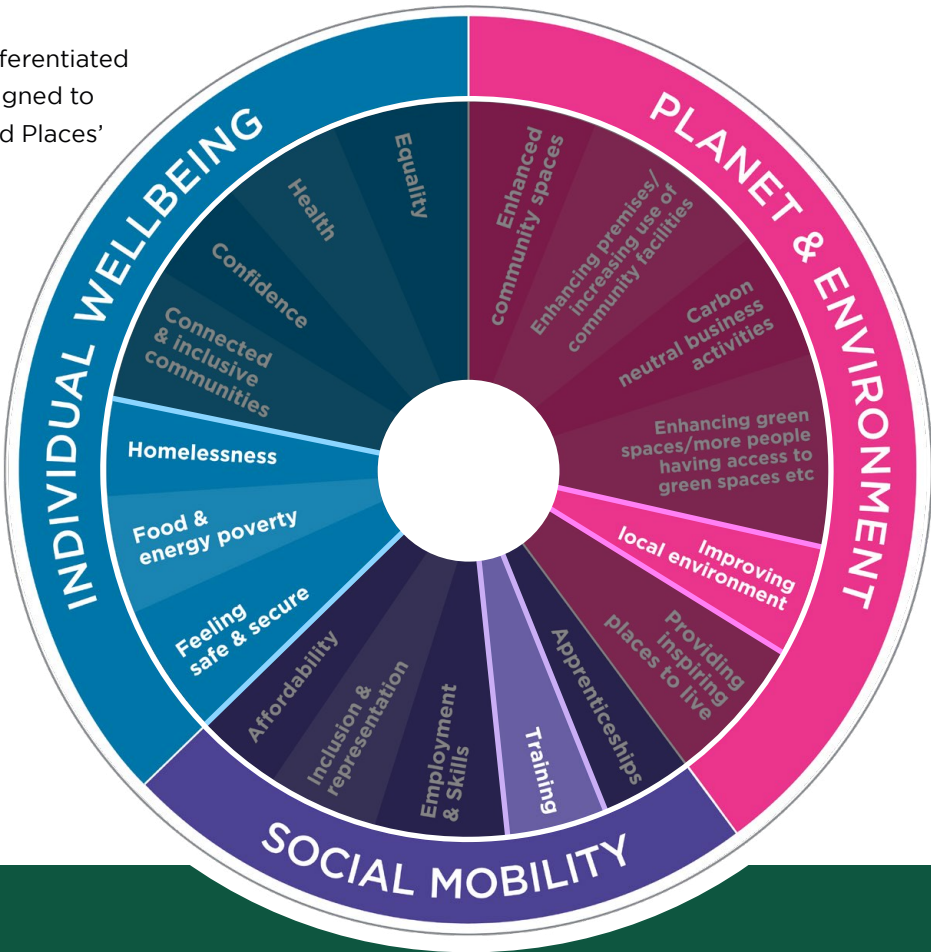 ferentiated
gned to
d Places’
INDIVIDUAL WELLBEING
PLANET & ENVIRONMENT
SOCIAL MOBILITY
Equality
Health
Confidence
Connected
& inclusive
communities
Homelessness
Food &
energy poverty
Feeling
safe & secure
Enhanced
community spaces
Enhancing premises/
increasing use of
community facilities
Carbon
neutral business
activities
Enhancing green
spaces/more people
having access to
green spaces etc
Improving
local environment
Providing
inspiring
places to live
Apprenticeships
Training
Employment
& Skills
Inclusion &
representation
Affordability